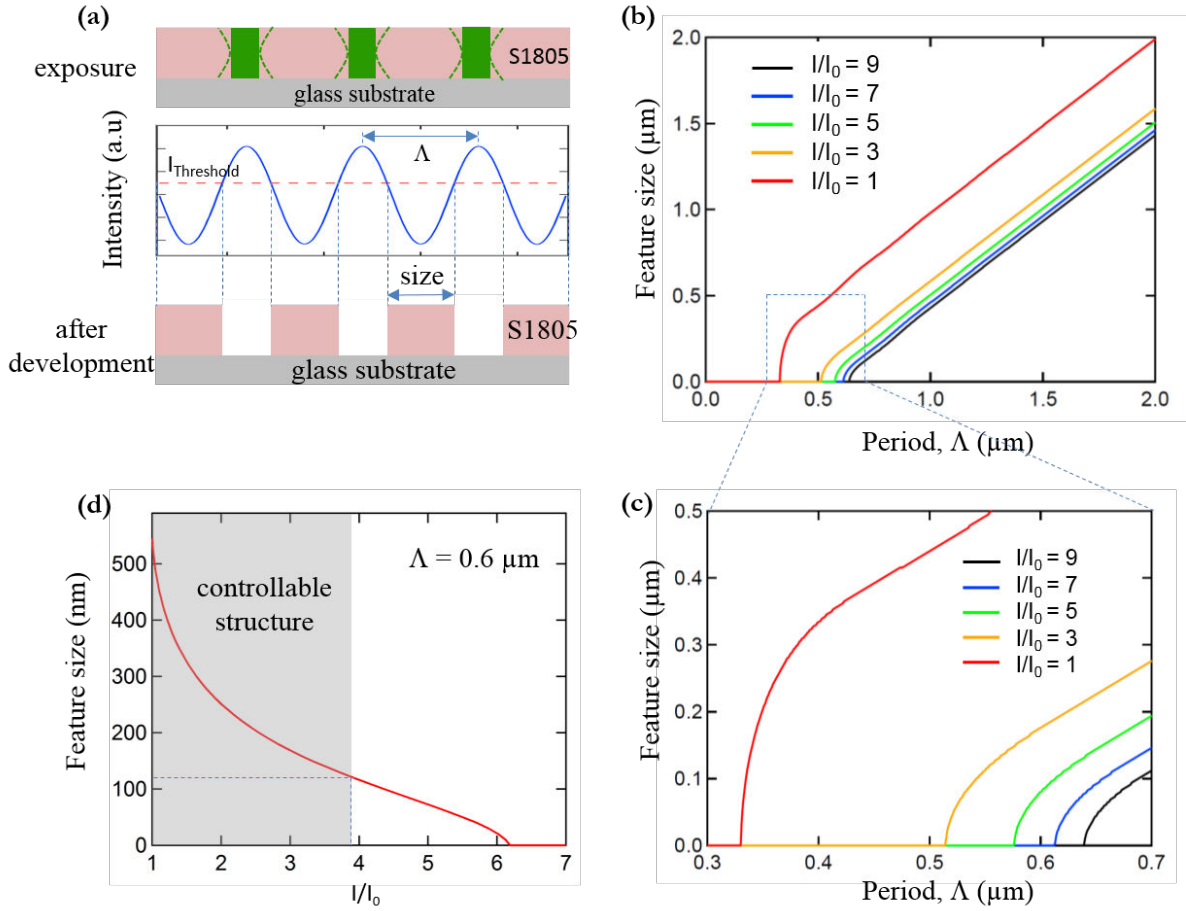 (a)
exposure
S1805
glass substrate
Intensity (a.u)
I_Threshold
Λ
size
after
development
S1805
glass substrate
(b)
Feature size (µm)
2.0
1.5
1.0
0.5
0.0
I/I₀ = 9
I/I₀ = 7
I/I₀ = 5
I/I₀ = 3
I/I₀ = 1
0.0 0.5 1.0 1.5 2.0
Period, Λ (µm)
(d)
Feature size (nm)
500
400
300
200
100
0
controllable
structure
Λ = 0.6 µm
1 2 3 4 5 6 7
I/I₀
(c)
Feature size (µm)
0.5
0.4
0.3
0.2
0.1
0.0
I/I₀ = 9
I/I₀ = 7
I/I₀ = 5
I/I₀ = 3
I/I₀ = 1
0.3 0.4 0.5 0.6 0.7
Period, Λ (µm)